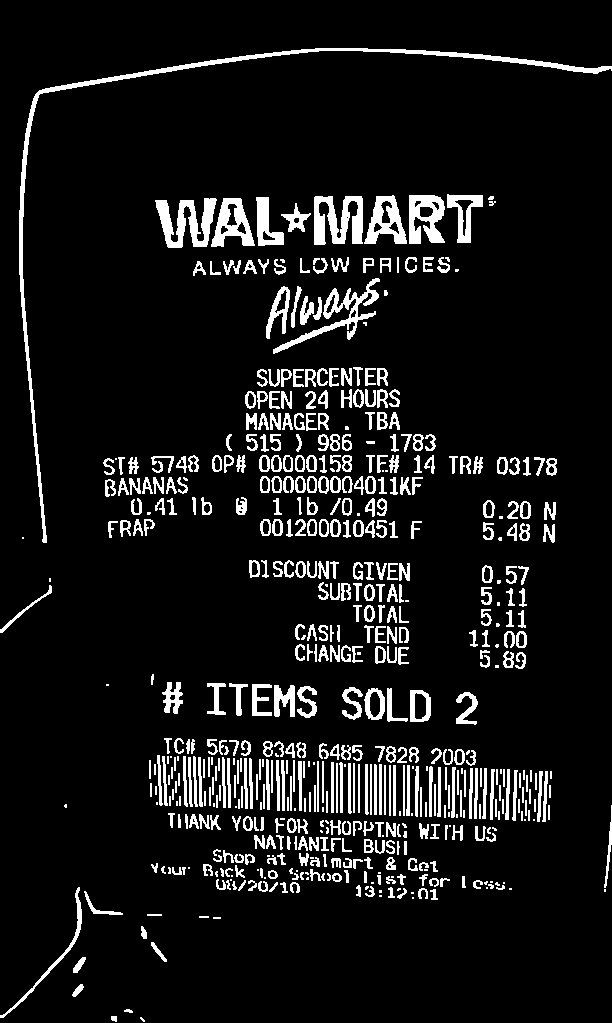 WAL★MART®
ALWAYS LOW PRICES.
Always.
SUPERCENTER
OPEN 24 HOURS
MANAGER . TBA
( 515 ) 986 - 1783
ST# 5748 OP# 00000158 TE# 14 TR# 03178
BANANAS 000000004011KF
0.41 lb @ 1 lb /0.49 0.20 N
FRAP 001200010451 F 5.48 N
DISCOUNT GIVEN 0.57
SUBTOTAL 5.11
TOTAL 5.11
CASH TEND 11.00
CHANGE DUE 5.89
# ITEMS SOLD 2
TC# 5679 8348 6485 7828 2003
THANK YOU FOR SHOPPING WITH US
NATHANIEL BUSH
Shop at Walmart & Get
Your Back to School List for Less.
08/20/10 13:12:01